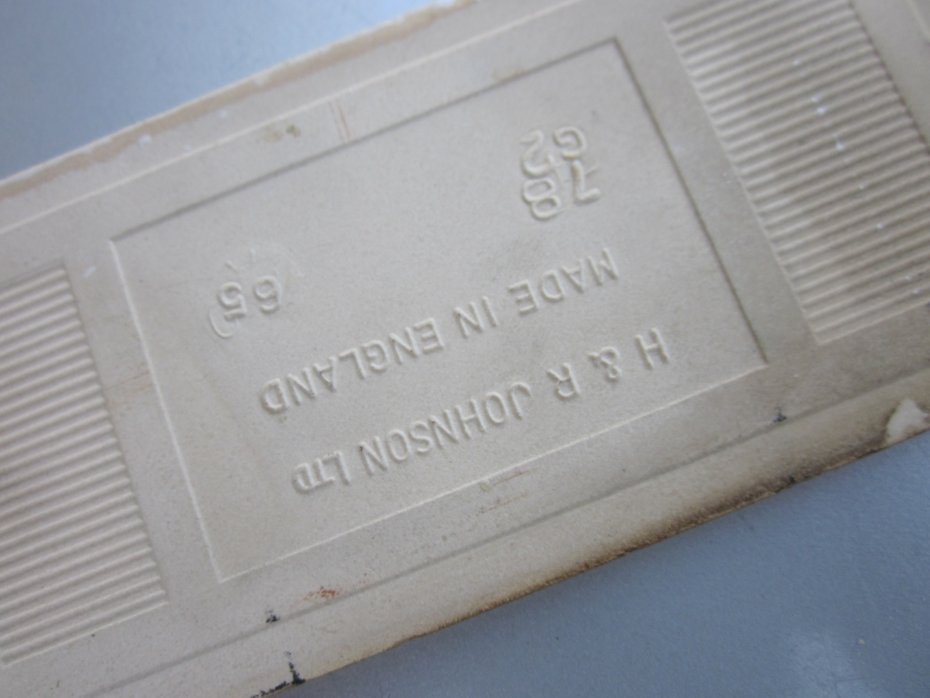 H & R JOHNSON LTD
MADE IN ENGLAND
78 65
G2